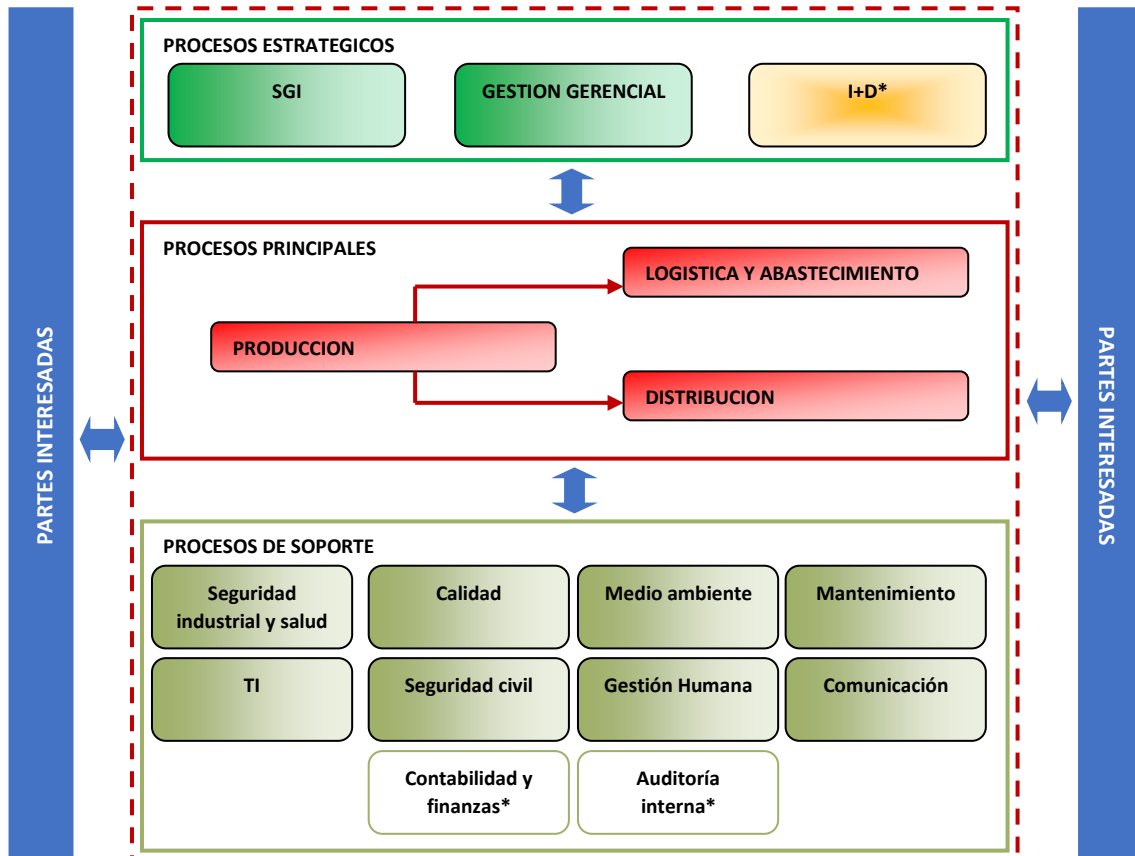 PROCESOS ESTRATEGICOS
SGI
GESTION GERENCIAL
I+D*
PARTES INTERESADAS
PROCESOS PRINCIPALES
LOGISTICA Y ABASTECIMIENTO
PRODUCCION
DISTRIBUCION
PARTES INTERESADAS
PROCESOS DE SOPORTE
Seguridad
industrial y salud
Calidad
Medio ambiente
Mantenimiento
TI
Seguridad civil
Gestión Humana
Comunicación
Contabilidad y
finanzas*
Auditoría
interna*